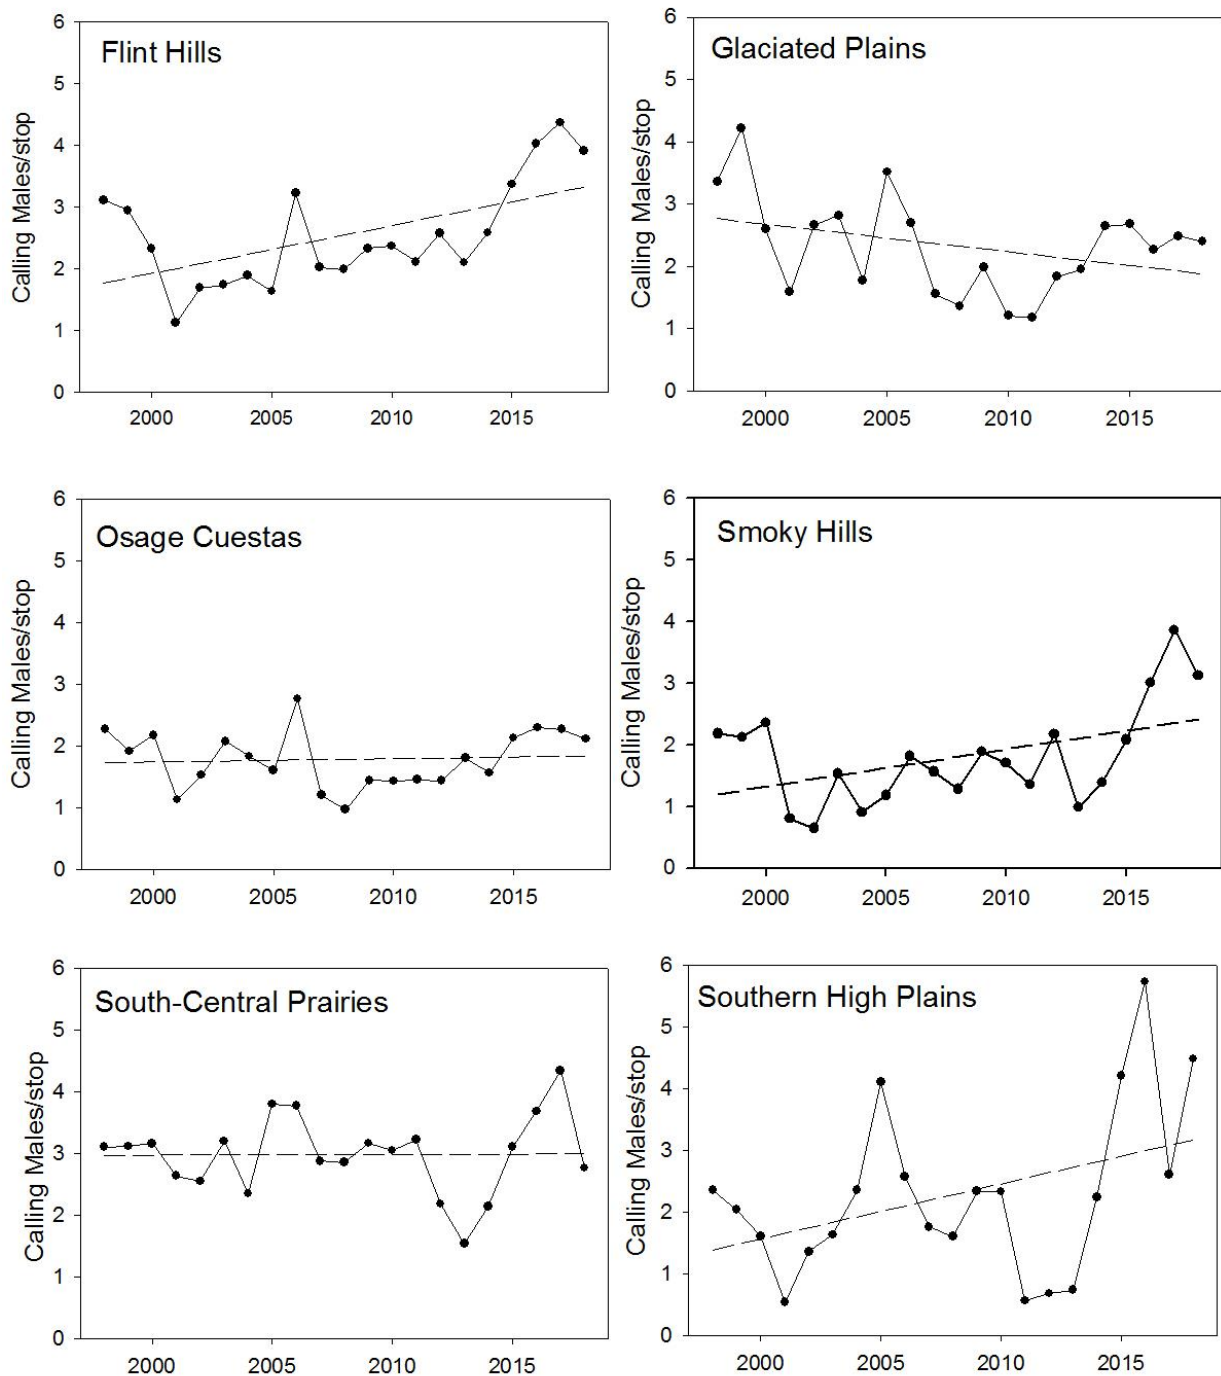 Flint Hills
Calling Males/stop
6
5
4
3
2
1
0
2000 2005 2010 2015
Glaciated Plains
Calling Males/stop
6
5
4
3
2
1
0
2000 2005 2010 2015
Osage Cuestas
Calling Males/stop
6
5
4
3
2
1
0
2000 2005 2010 2015
Smoky Hills
Calling Males/stop
6
5
4
3
2
1
0
2000 2005 2010 2015
South-Central Prairies
Calling Males/stop
6
5
4
3
2
1
0
2000 2005 2010 2015
Southern High Plains
Calling Males/stop
6
5
4
3
2
1
0
2000 2005 2010 2015